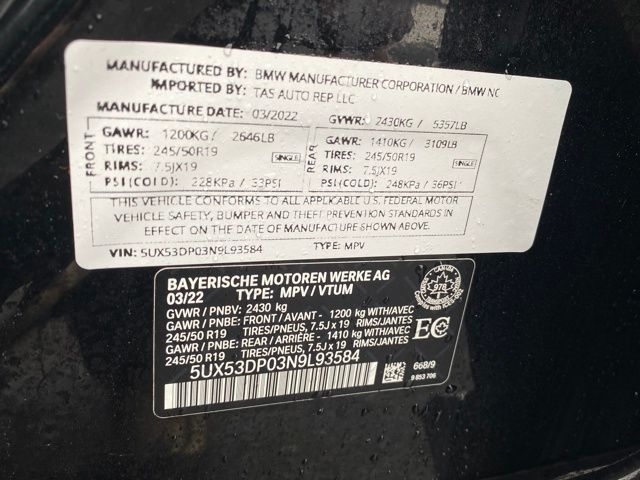 MANUFACTURED BY: BMW MANUFACTURER CORPORATION / BMW NC
IMPORTED BY: TAS AUTO REP LLC
MANUFACTURE DATE: 03/2022 GVWR: 2430KG / 5357LB
FRONT
GAWR: 1200KG / 2646LB
TIRES: 245/50R19
SINGLE
RIMS: 7.5JX19
PSI(COLD): 228KPa / 33PSI
REAR
GAWR: 1410KG / 3109LB
TIRES: 245/50R19
SINGLE
RIMS: 7.5JX19
PSI(COLD): 248KPa / 36PSI
THIS VEHICLE CONFORMS TO ALL APPLICABLE U.S. FEDERAL MOTOR
VEHICLE SAFETY, BUMPER AND THEFT PREVENTION STANDARDS IN
EFFECT ON THE DATE OF MANUFACTURE SHOWN ABOVE.
VIN: 5UX53DP03N9L93584 TYPE: MPV
BAYERISCHE MOTOREN WERKE AG
03/22 TYPE: MPV / VTUM
GVWR / PNBV: 2430 kg
GAWR / PNBE: FRONT / AVANT - 1200 kg WITH/AVEC
245/50 R19 TIRES/PNEUS, 7.5J x 19 RIMS/JANTES
GAWR / PNBE: REAR / ARRIÈRE - 1410 kg WITH/AVEC
245/50 R19 TIRES/PNEUS, 7.5J x 19 RIMS/JANTES
5UX53DP03N9L93584
CANADA
978
EC
668/9
9 853 706